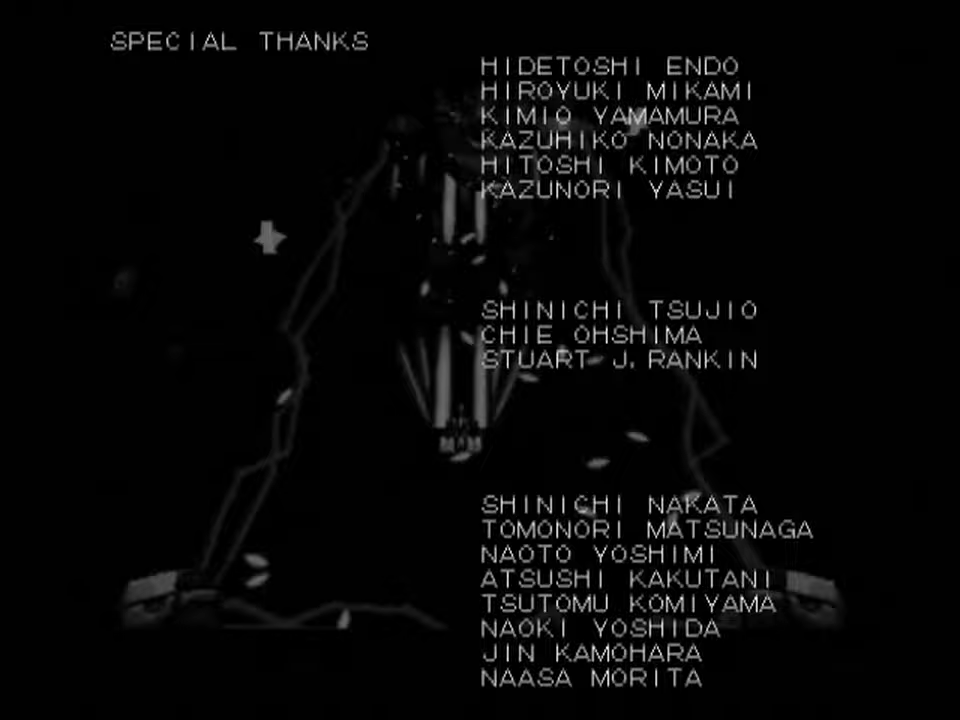 SPECIAL THANKS
HIDETOSHI ENDO
HIROYUKI MIKAMI
KIMIO YAMAMURA
KAZUHIKO NONAKA
HITOSHI KIMOTO
KAZUNORI YASUI
SHINICHI TSUJIO
CHIE OHSHIMA
STUART J.RANKIN
SHINICHI NAKATA
TOMONORI MATSUNAGA
NAOTO YOSHIMI
ATSUSHI KAKUTANI
TSUTOMU KOMIYAMA
NAOKI YOSHIDA
JIN KAMOHARA
NAASA MORITA